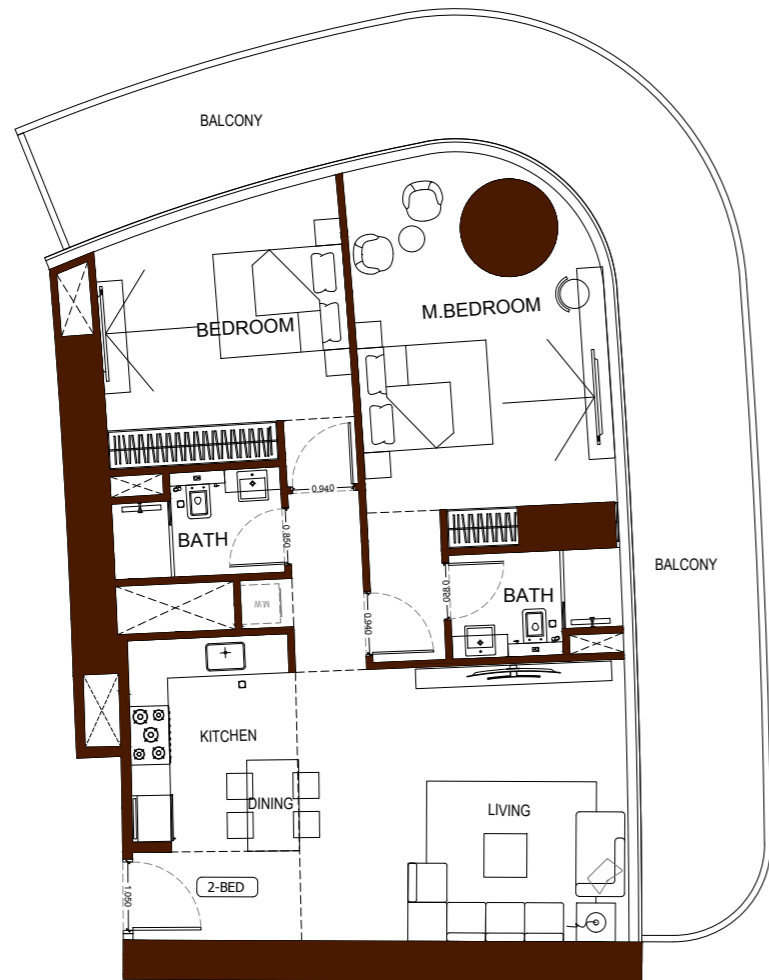 BALCONY
M.BEDROOM
BEDROOM
0.940
0.850
BATH
BALCONY
0.820
BATH
M.W
0.940
KITCHEN
DINING
LIVING
2-BED
1.050